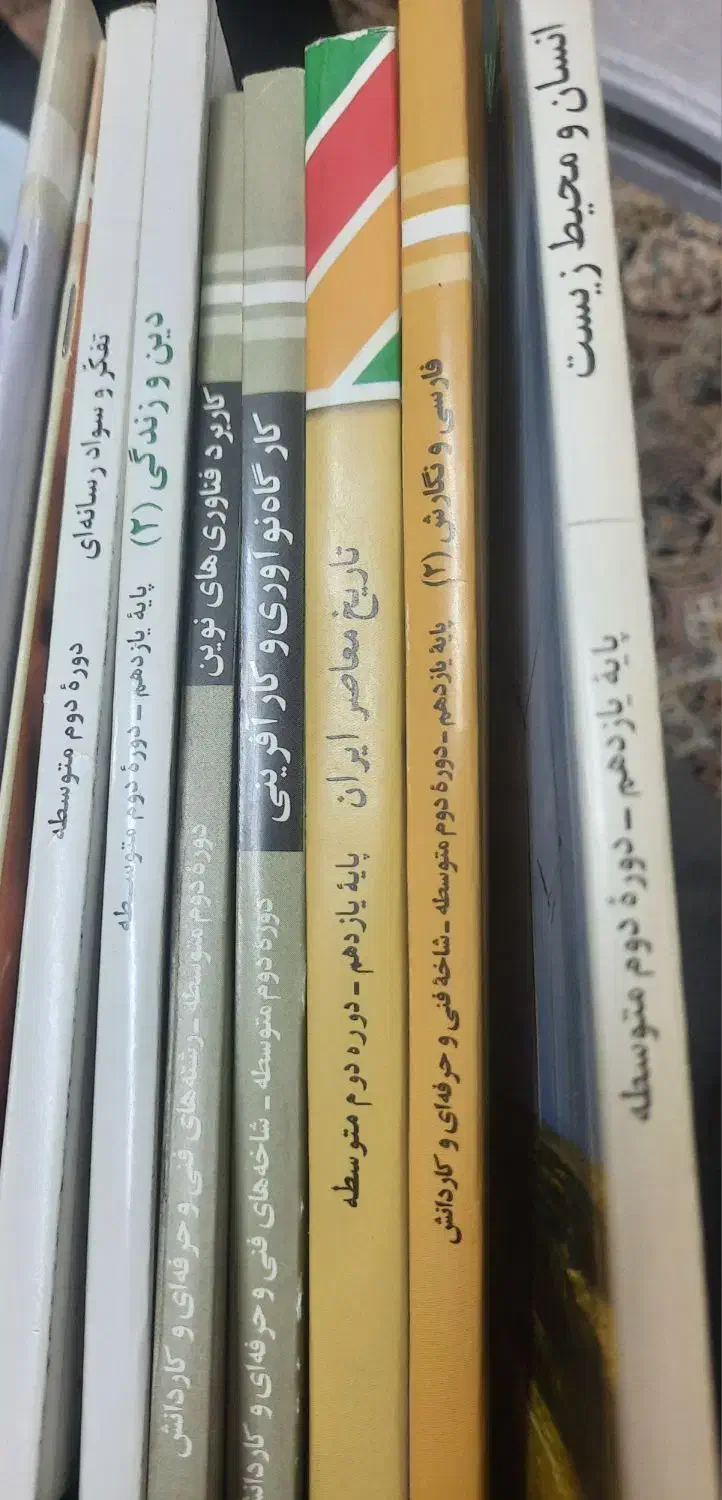 انسان و محیط زیست
پایهٔ یازدهم – دورهٔ دوم متوسطه
فارسی و نگارش (۲)
پایهٔ یازدهم – دورهٔ دوم متوسطه – شاخهٔ فنی و حرفه‌ای و کاردانش
تاریخ معاصر ایران
پایهٔ یازدهم – دوره دوم متوسطه
کارگاه نوآوری و کارآفرینی
دورهٔ دوم متوسطه – شاخه‌های فنی و حرفه‌ای و کاردانش
کاربرد فناوری‌های نوین
دورهٔ دوم متوسطه – رشته‌های فنی و حرفه‌ای و کاردانش
دین و زندگی (۲)
پایهٔ یازدهم – دورهٔ دوم متوسطه
تفکّر و سواد رسانه‌ای
دورهٔ دوم متوسطه